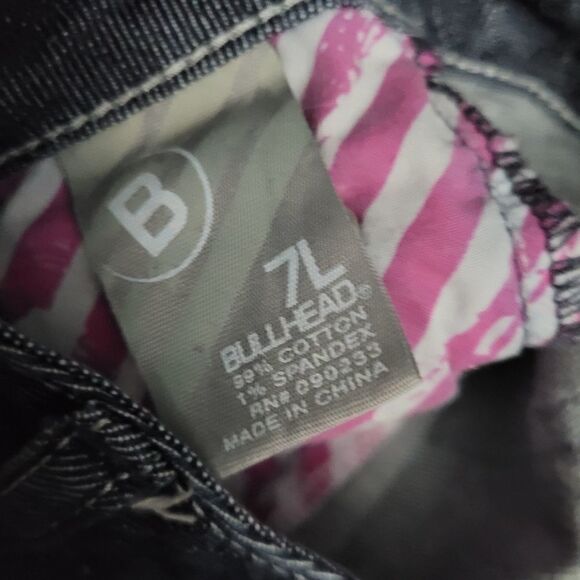 B
7L
BULLHEAD®
99% COTTON
1% SPANDEX
RN# 090233
MADE IN CHINA